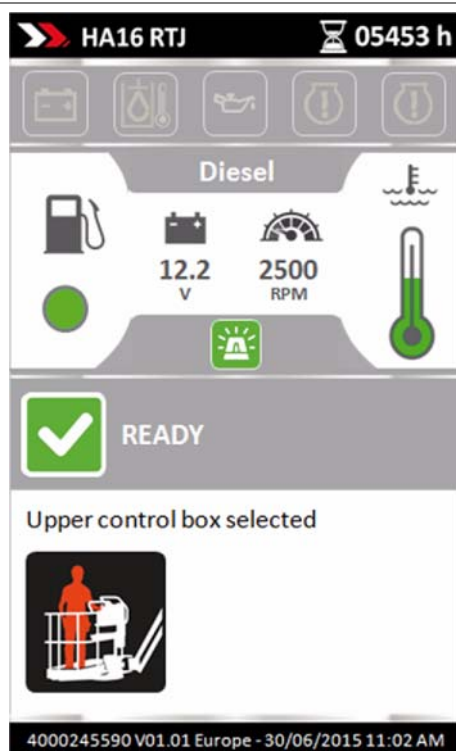 HA16 RTJ 05453 h
Diesel
12.2 2500
V RPM
READY
Upper control box selected
4000245590 V01.01 Europe - 30/06/2015 11:02 AM